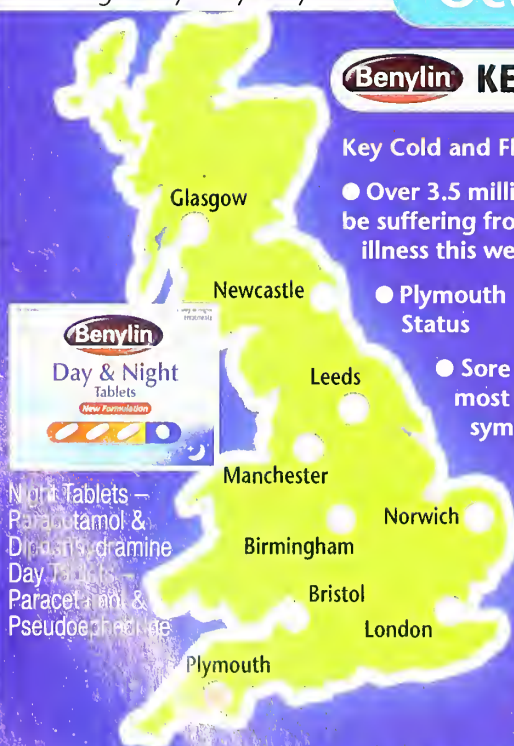 Benylin KE
Key Cold and Fl
● Over 3.5 milli
be suffering fro
illness this we
● Plymouth
Status
● Sore
most
sym
Glasgow
Newcastle
Leeds
Manchester
Norwich
Birmingham
Bristol
London
Plymouth
Benylin
Day & Night
Tablets
New Formulation
Night Tablets –
Paracetamol &
Diphenhydramine
Day Tablets –
Paracetamol &
Pseudoephedrine